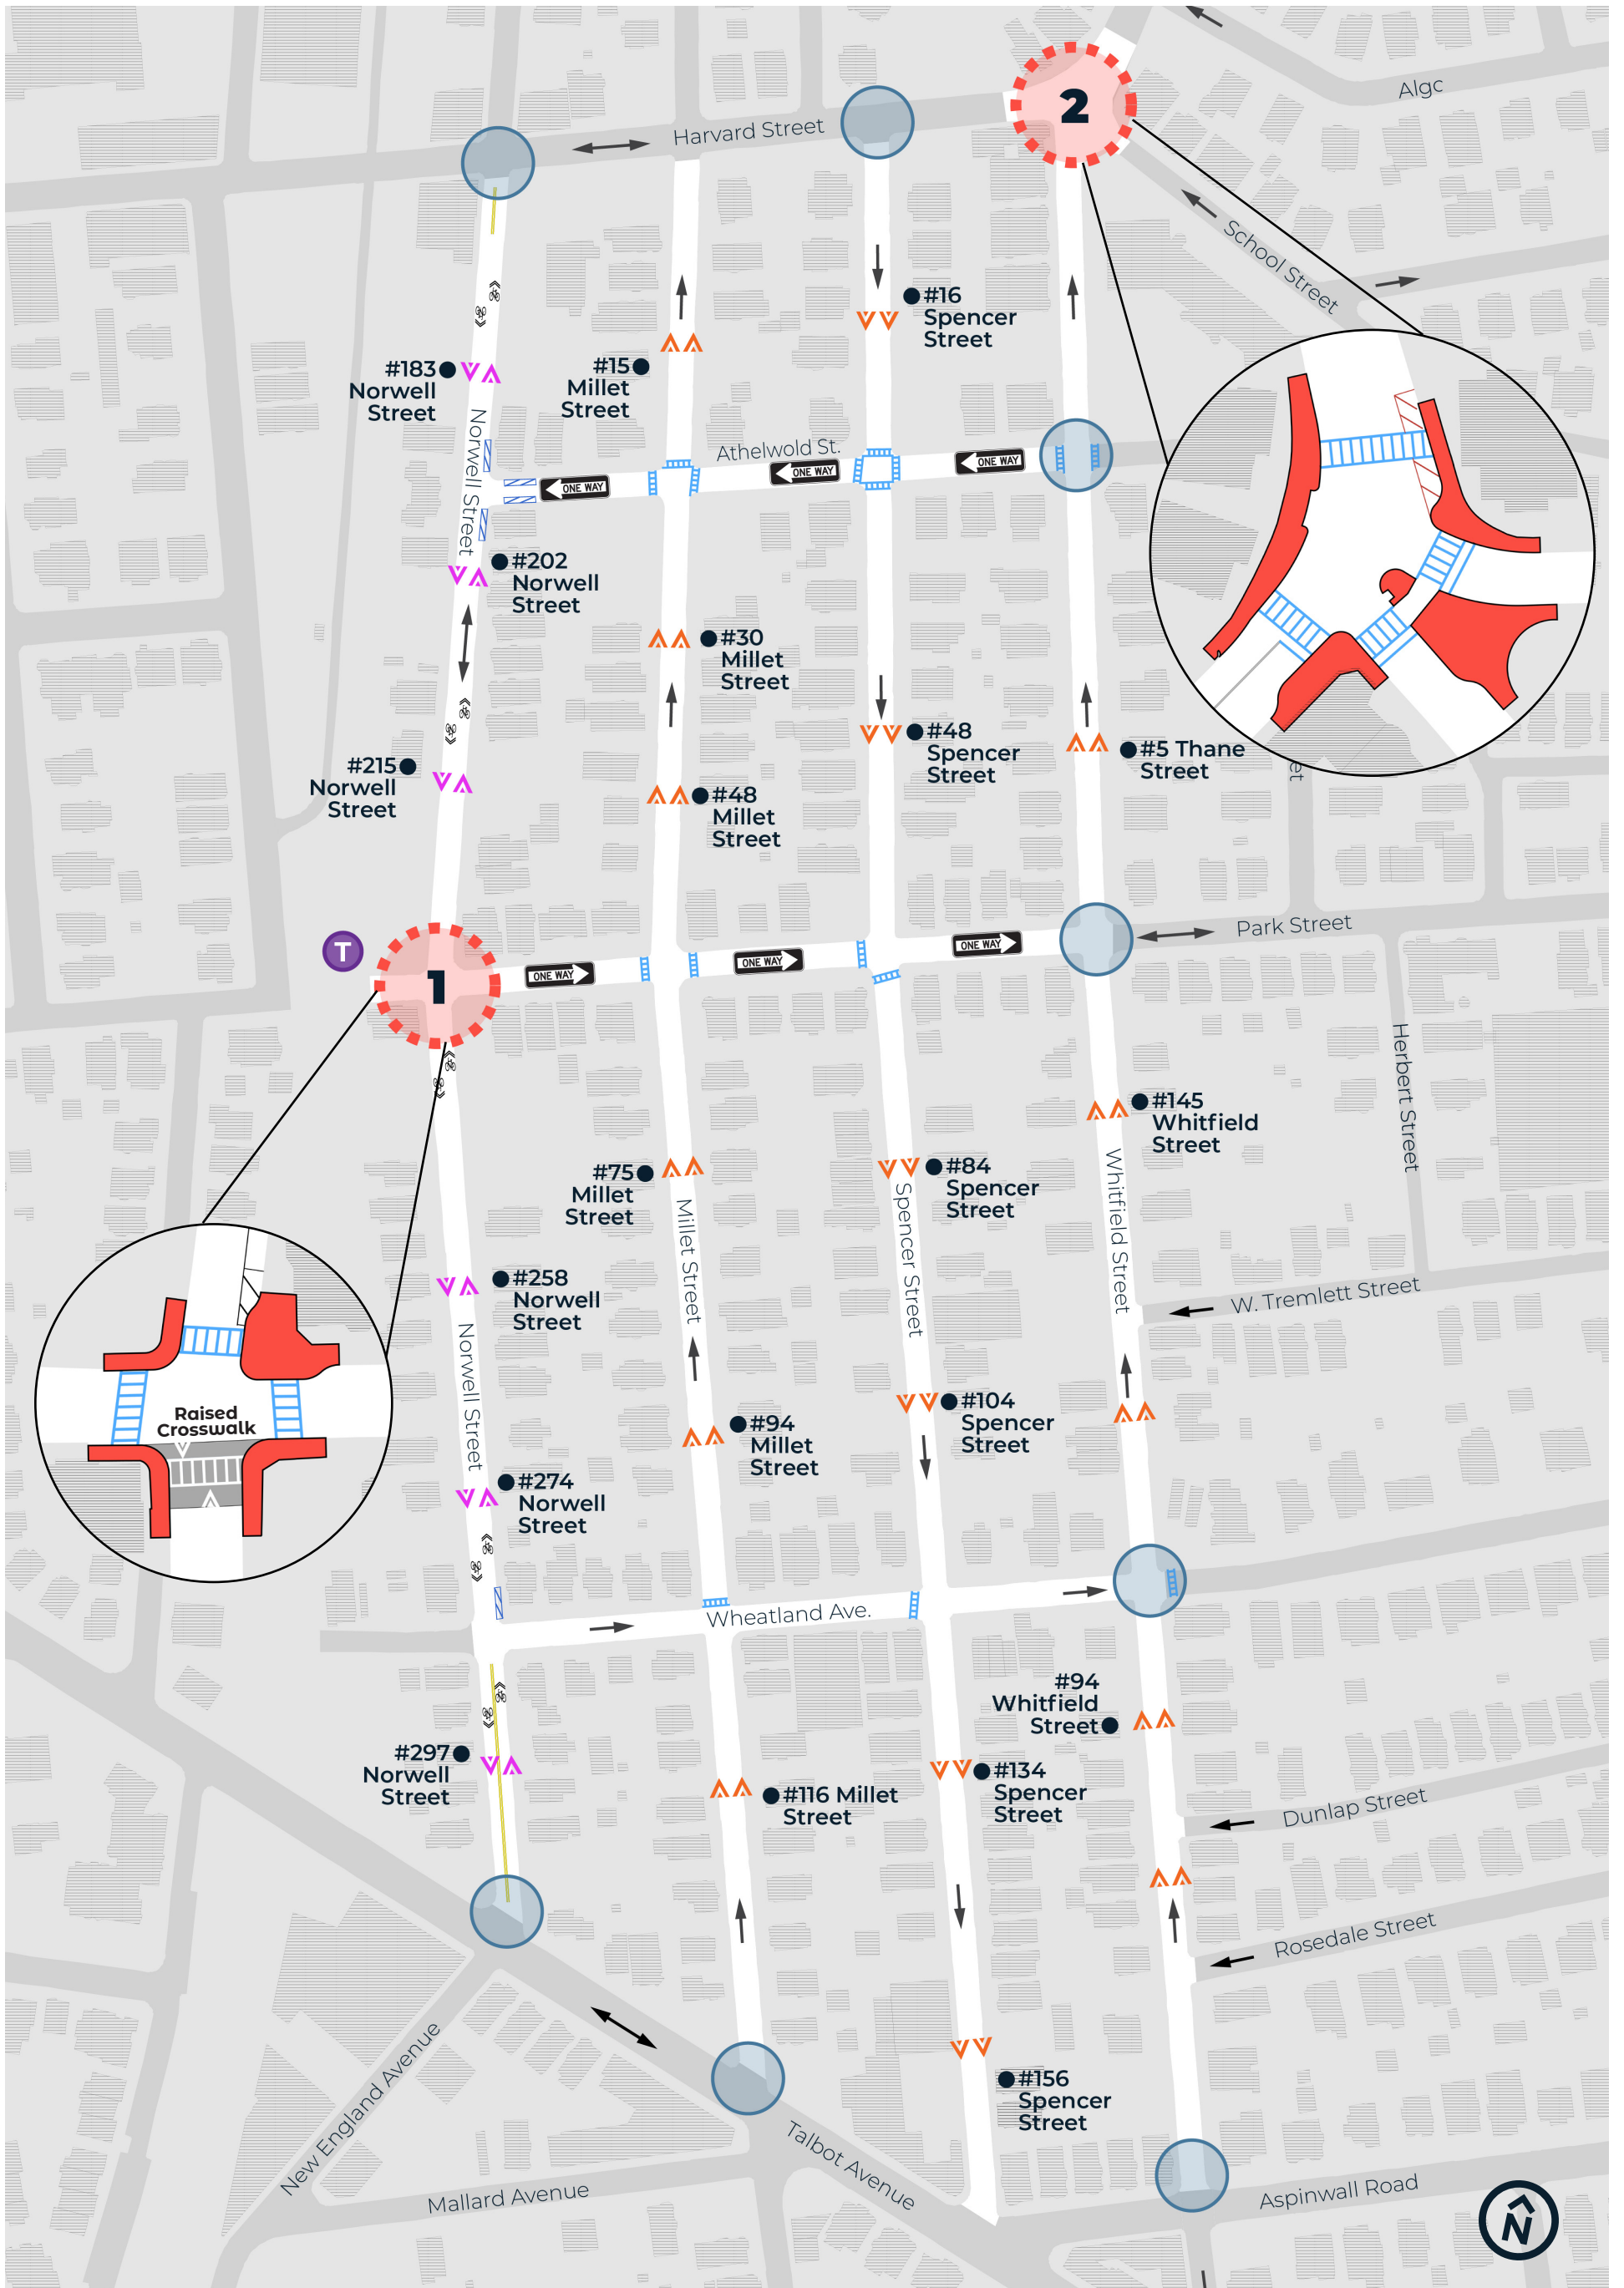 Algc
2
Harvard Street
School Street
#16
Spencer
Street
#183
Norwell
Street
#15
Millet
Street
Norwell Street
Athelwold St.
ONE WAY
ONE WAY
ONE WAY
#202
Norwell
Street
#30
Millet
Street
#48
Spencer
Street
#5 Thane
Street
et
#215
Norwell
Street
#48
Millet
Street
T
1
ONE WAY
ONE WAY
ONE WAY
Park Street
Herbert Street
#145
Whitfield
Street
#75
Millet
Street
#84
Spencer
Street
Millet Street
Spencer Street
Whitfield Street
W. Tremlett Street
#258
Norwell
Street
Norwell Street
Raised
Crosswalk
#94
Millet
Street
#104
Spencer
Street
#274
Norwell
Street
Wheatland Ave.
#94
Whitfield
Street
#297
Norwell
Street
#116 Millet
Street
#134
Spencer
Street
Dunlap Street
Rosedale Street
New England Avenue
#156
Spencer
Street
Talbot Avenue
Mallard Avenue
Aspinwall Road
N